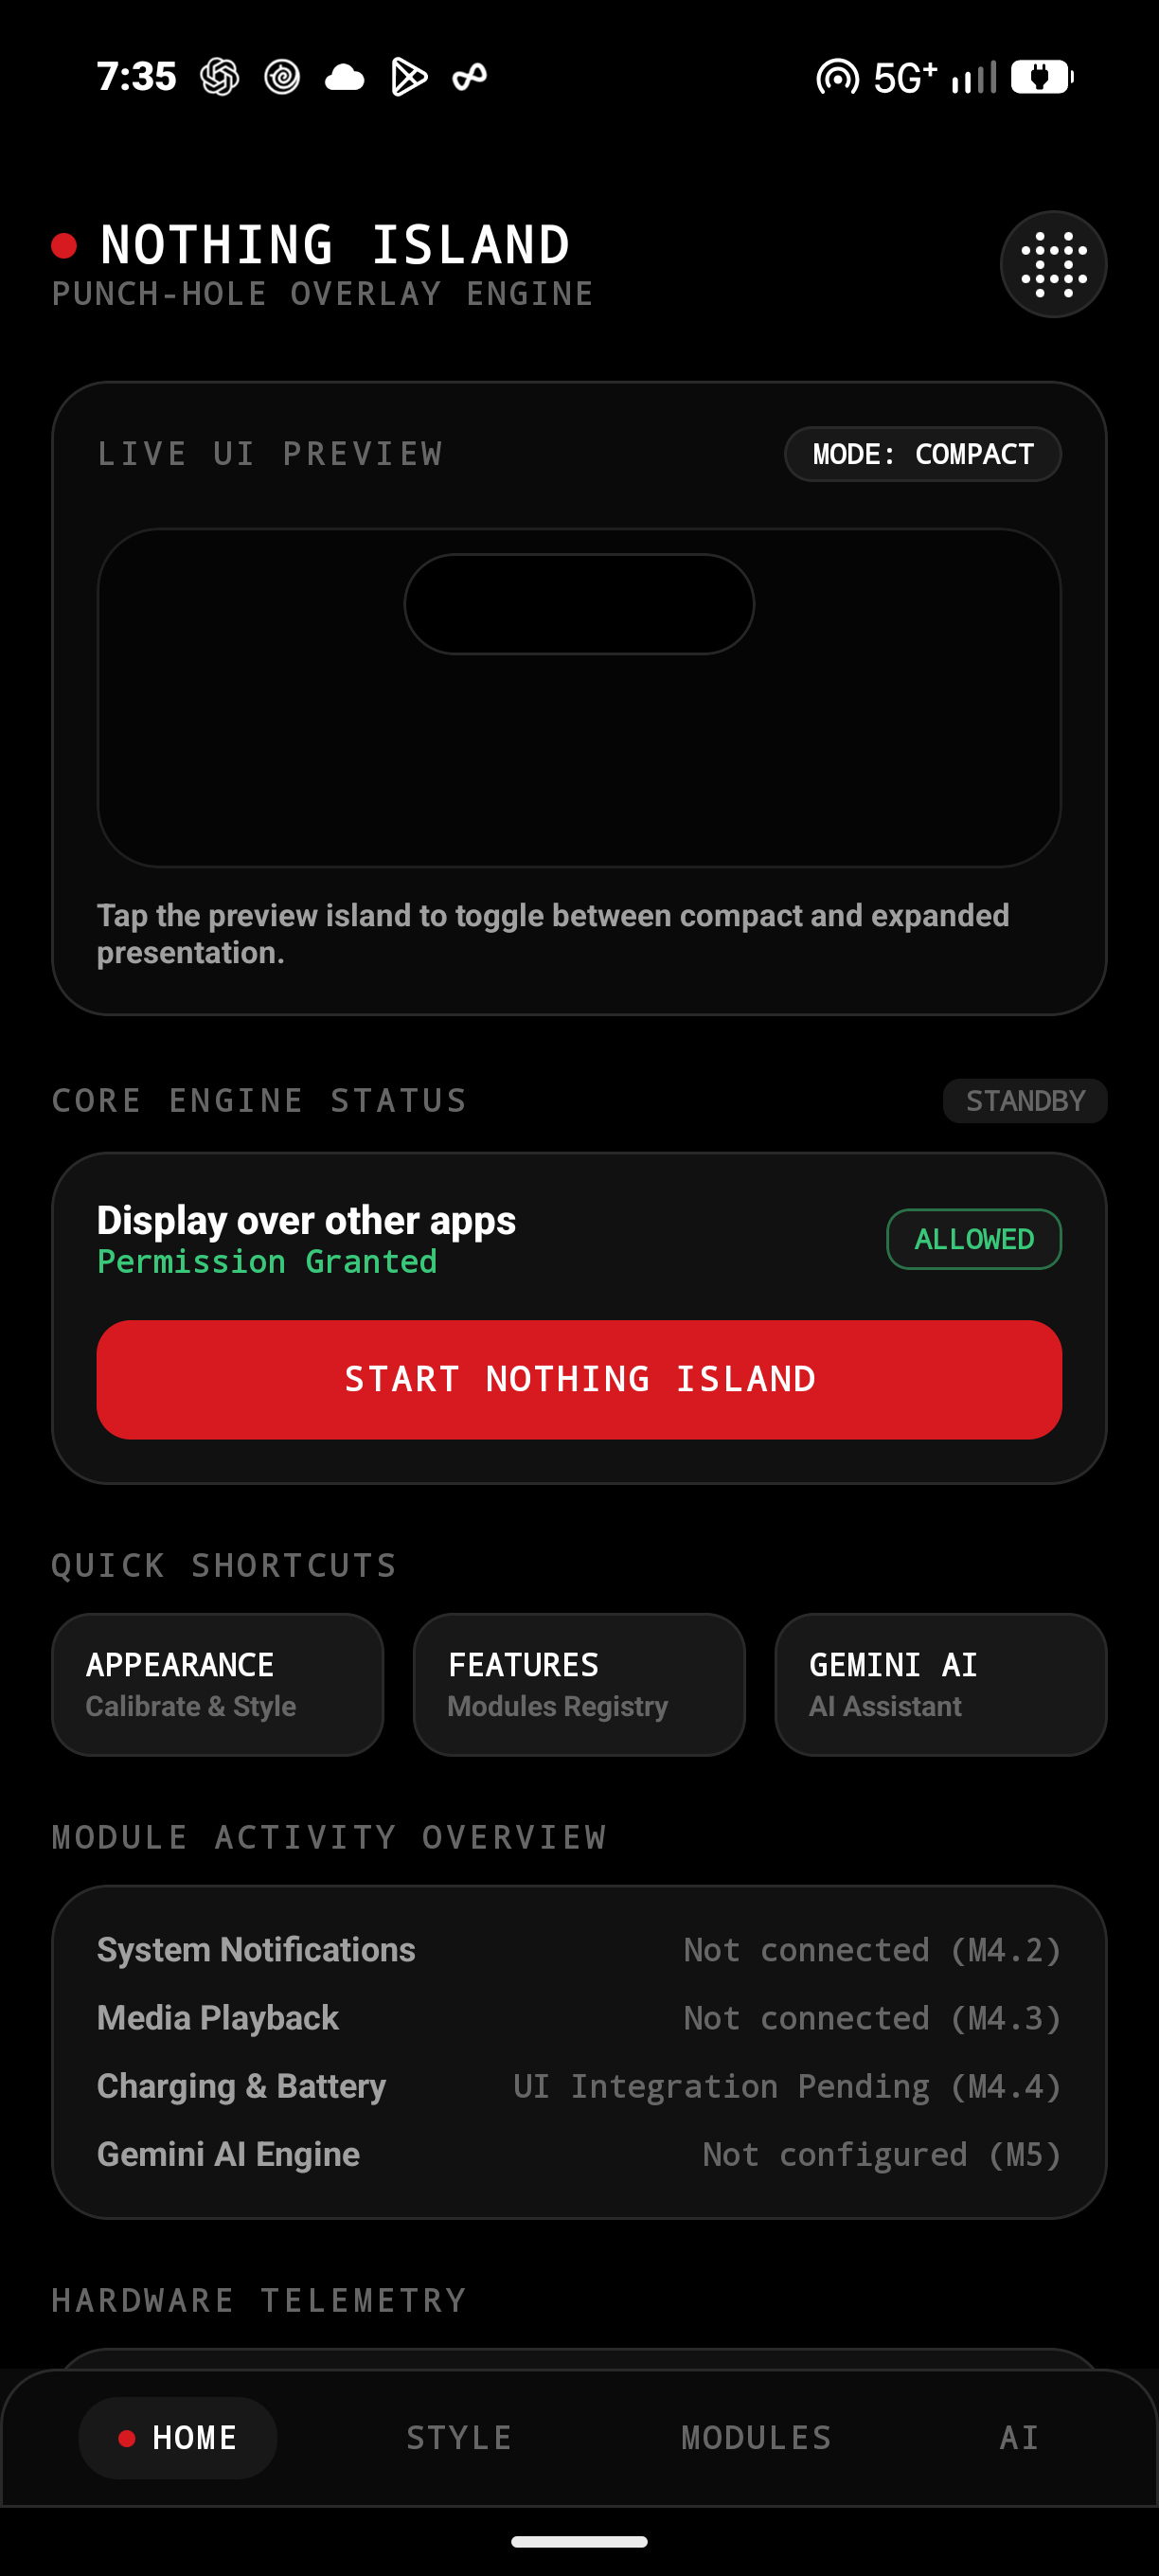 7:35
5G+
NOTHING ISLAND
PUNCH-HOLE OVERLAY ENGINE
LIVE UI PREVIEW
MODE: COMPACT
Tap the preview island to toggle between compact and expanded
presentation.
CORE ENGINE STATUS
STANDBY
Display over other apps
Permission Granted
ALLOWED
START NOTHING ISLAND
QUICK SHORTCUTS
APPEARANCE
Calibrate & Style
FEATURES
Modules Registry
GEMINI AI
AI Assistant
MODULE ACTIVITY OVERVIEW
System Notifications
Not connected (M4.2)
Media Playback
Not connected (M4.3)
Charging & Battery
UI Integration Pending (M4.4)
Gemini AI Engine
Not configured (M5)
HARDWARE TELEMETRY
HOME
STYLE
MODULES
AI